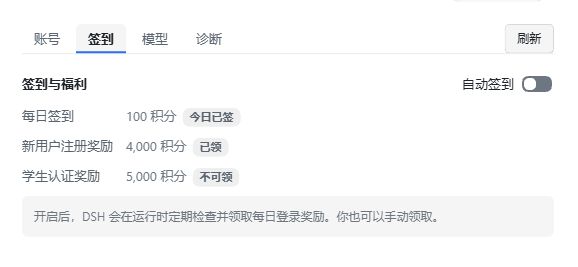 账号 签到 模型 诊断 刷新
签到与福利 自动签到
每日签到 100 积分 今日已签
新用户注册奖励 4,000 积分 已领
学生认证奖励 5,000 积分 不可领
开启后，DSH 会在运行时定期检查并领取每日登录奖励。你也可以手动领取。